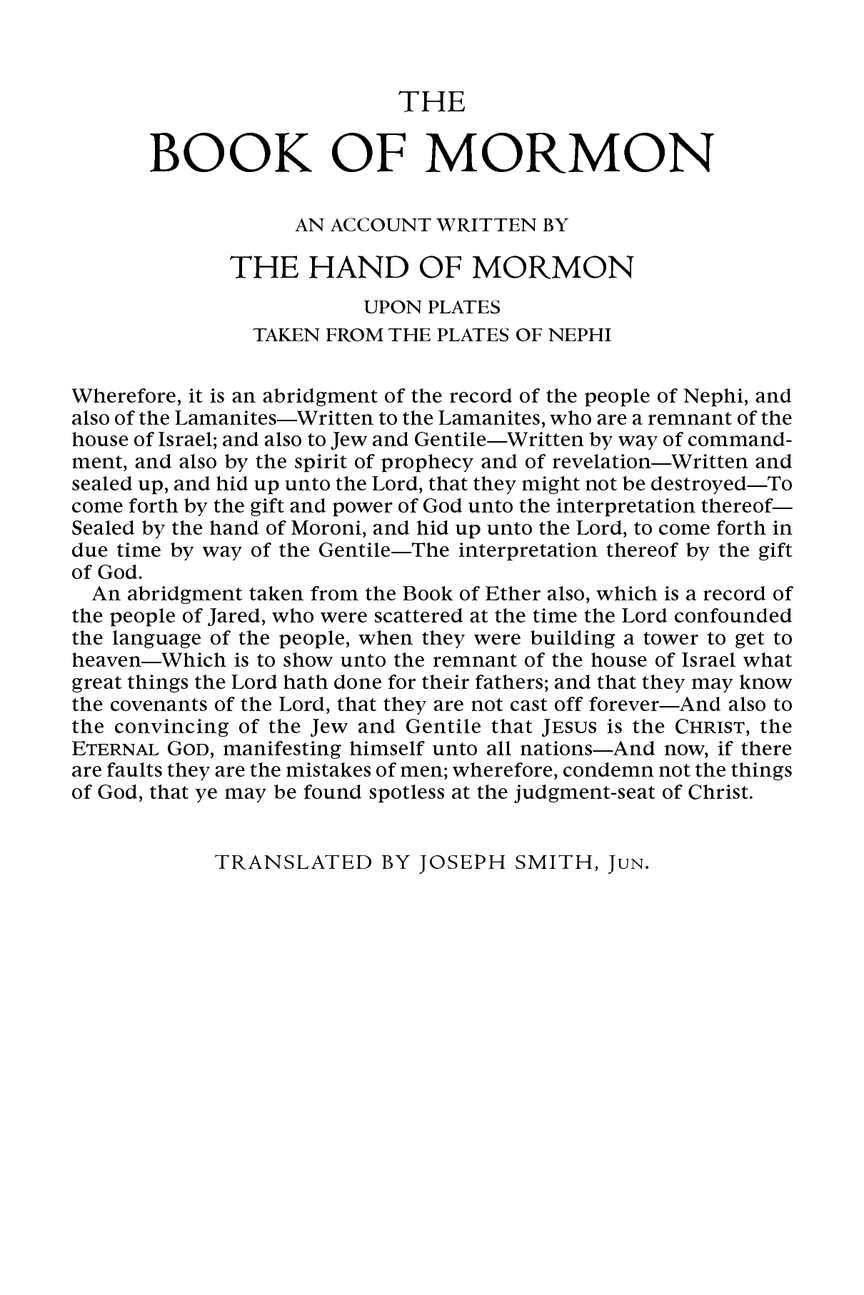 THE
BOOK OF MORMON
AN ACCOUNT WRITTEN BY
THE HAND OF MORMON
UPON PLATES
TAKEN FROM THE PLATES OF NEPHI
Wherefore, it is an abridgment of the record of the people of Nephi, and
also of the Lamanites—Written to the Lamanites, who are a remnant of the
house of Israel; and also to Jew and Gentile—Written by way of command-
ment, and also by the spirit of prophecy and of revelation—Written and
sealed up, and hid up unto the Lord, that they might not be destroyed—To
come forth by the gift and power of God unto the interpretation thereof—
Sealed by the hand of Moroni, and hid up unto the Lord, to come forth in
due time by way of the Gentile—The interpretation thereof by the gift
of God.
An abridgment taken from the Book of Ether also, which is a record of
the people of Jared, who were scattered at the time the Lord confounded
the language of the people, when they were building a tower to get to
heaven—Which is to show unto the remnant of the house of Israel what
great things the Lord hath done for their fathers; and that they may know
the covenants of the Lord, that they are not cast off forever—And also to
the convincing of the Jew and Gentile that JESUS is the CHRIST, the
ETERNAL GOD, manifesting himself unto all nations—And now, if there
are faults they are the mistakes of men; wherefore, condemn not the things
of God, that ye may be found spotless at the judgment-seat of Christ.
TRANSLATED BY JOSEPH SMITH, JUN.